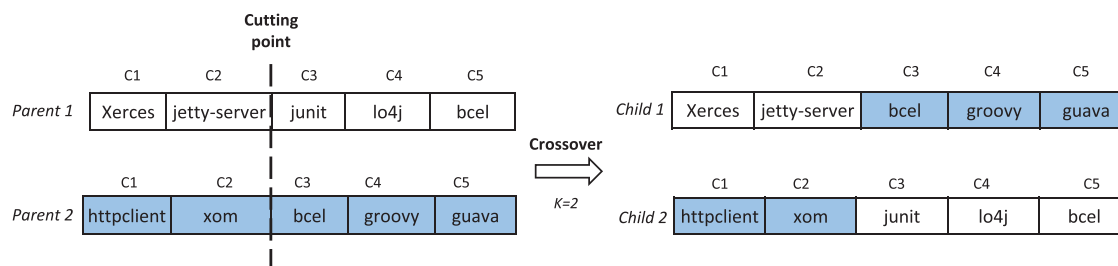 Cutting
point
C1 C2 C3 C4 C5
Parent 1 Xerces jetty-server junit lo4j bcel
C1 C2 C3 C4 C5
Parent 2 httpclient xom bcel groovy guava
Crossover
K=2
C1 C2 C3 C4 C5
Child 1 Xerces jetty-server bcel groovy guava
C1 C2 C3 C4 C5
Child 2 httpclient xom junit lo4j bcel